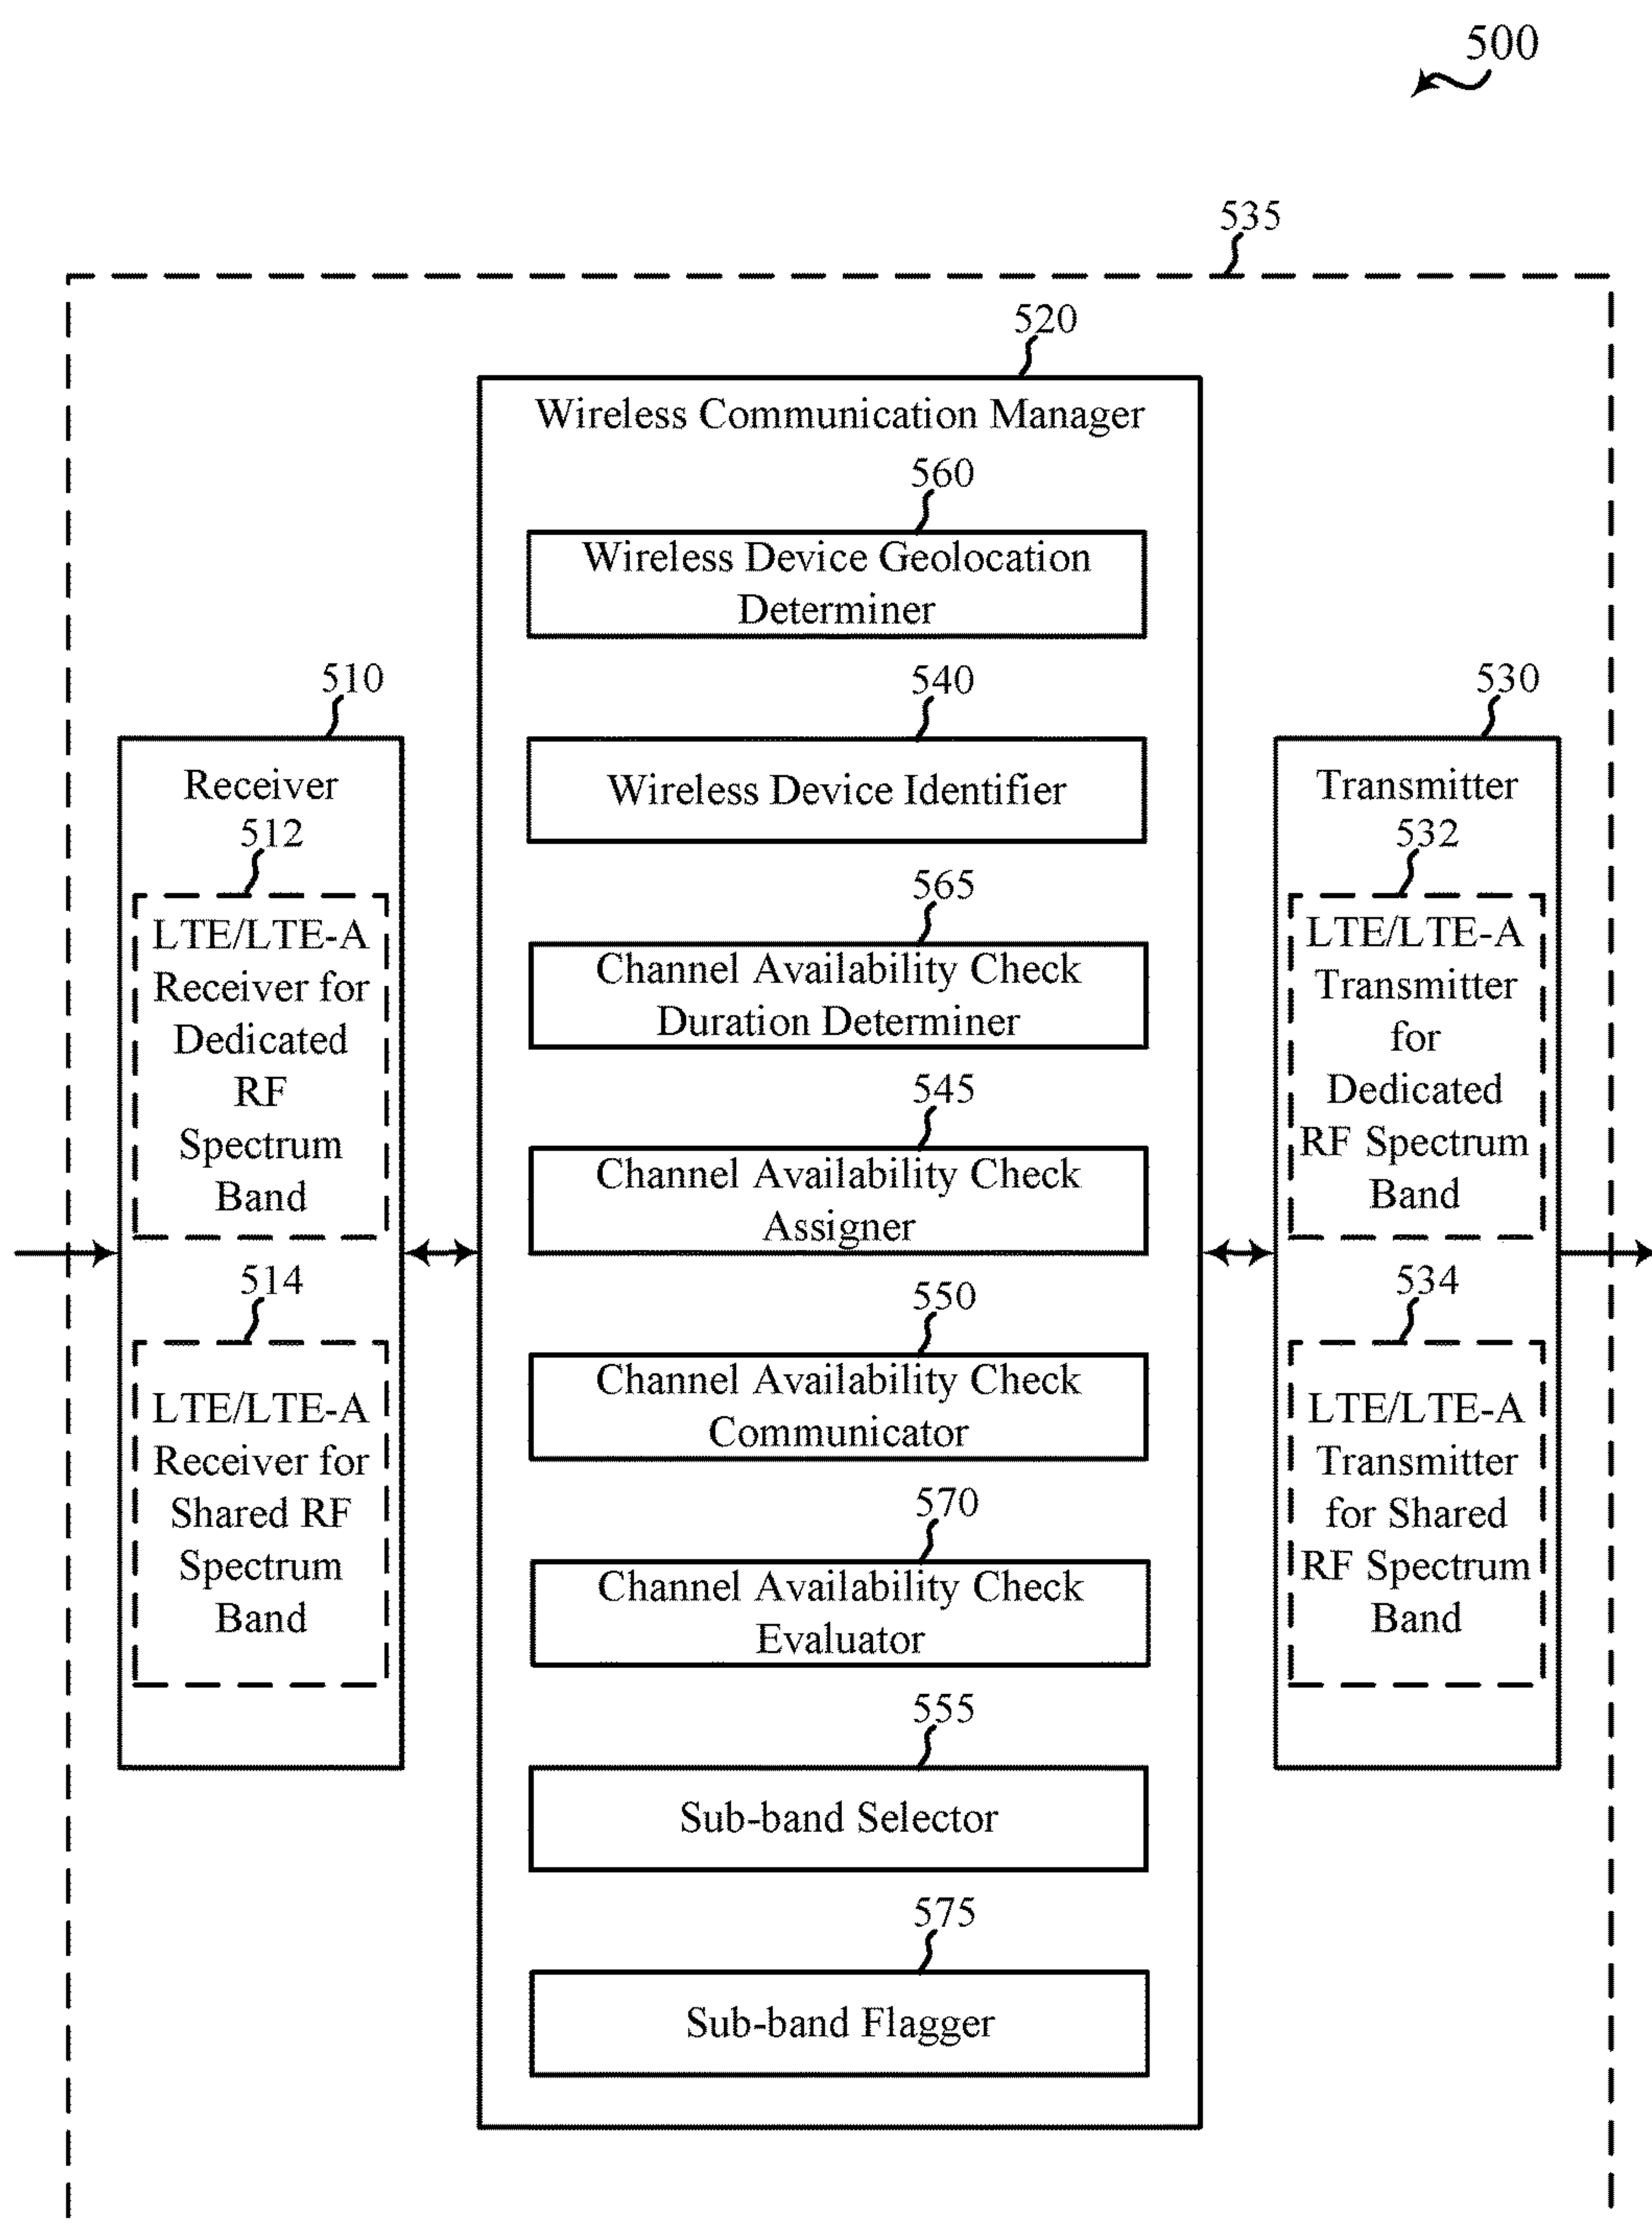 500
535
520
Wireless Communication Manager
560
Wireless Device Geolocation
Determiner
540
Wireless Device Identifier
565
Channel Availability Check
Duration Determiner
545
Channel Availability Check
Assigner
550
Channel Availability Check
Communicator
570
Channel Availability Check
Evaluator
555
Sub-band Selector
575
Sub-band Flagger
510
Receiver
512
LTE/LTE-A
Receiver for
Dedicated
RF
Spectrum
Band
514
LTE/LTE-A
Receiver for
Shared RF
Spectrum
Band
530
Transmitter
532
LTE/LTE-A
Transmitter
for
Dedicated
RF Spectrum
Band
534
LTE/LTE-A
Transmitter
for Shared
RF Spectrum
Band